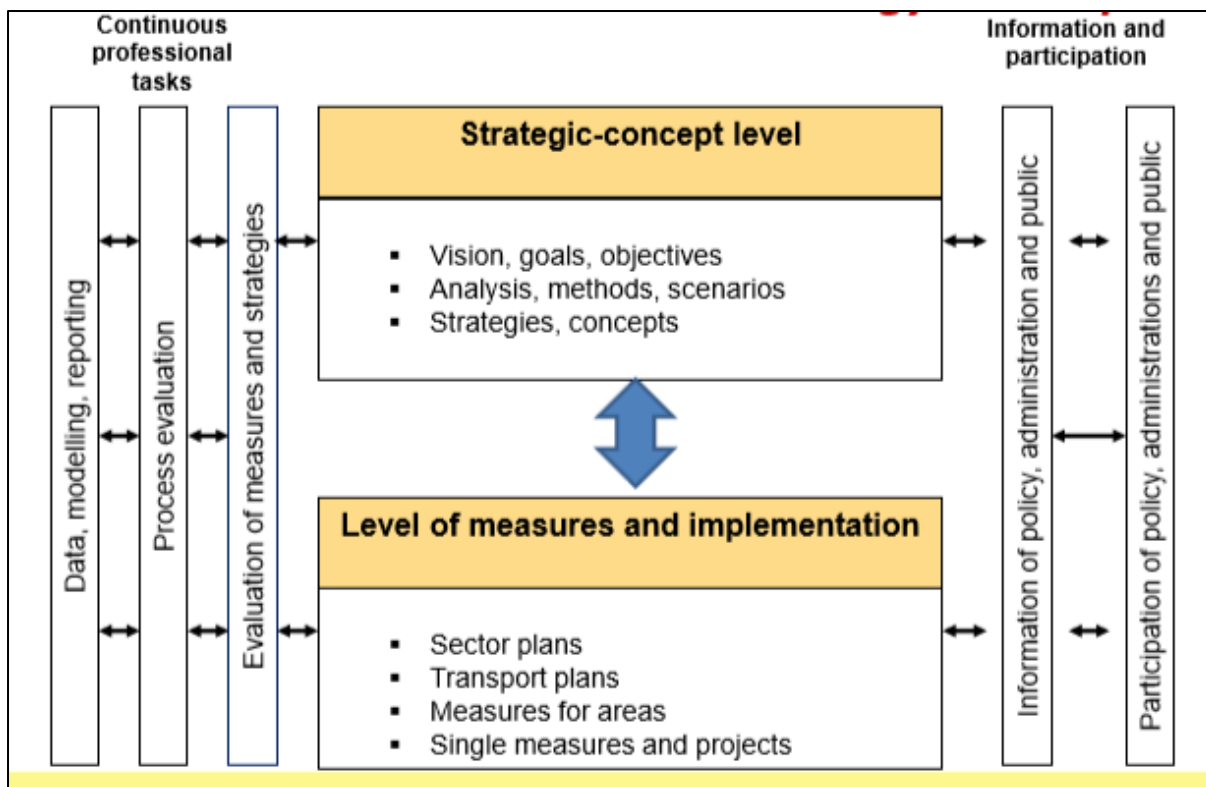 Continuous
professional
tasks
Information and
participation
Data, modelling, reporting
Process evaluation
Evaluation of measures and strategies
Strategic-concept level
▪ Vision, goals, objectives
▪ Analysis, methods, scenarios
▪ Strategies, concepts
Level of measures and implementation
▪ Sector plans
▪ Transport plans
▪ Measures for areas
▪ Single measures and projects
Information of policy, administration and public
Participation of policy, administrations and public